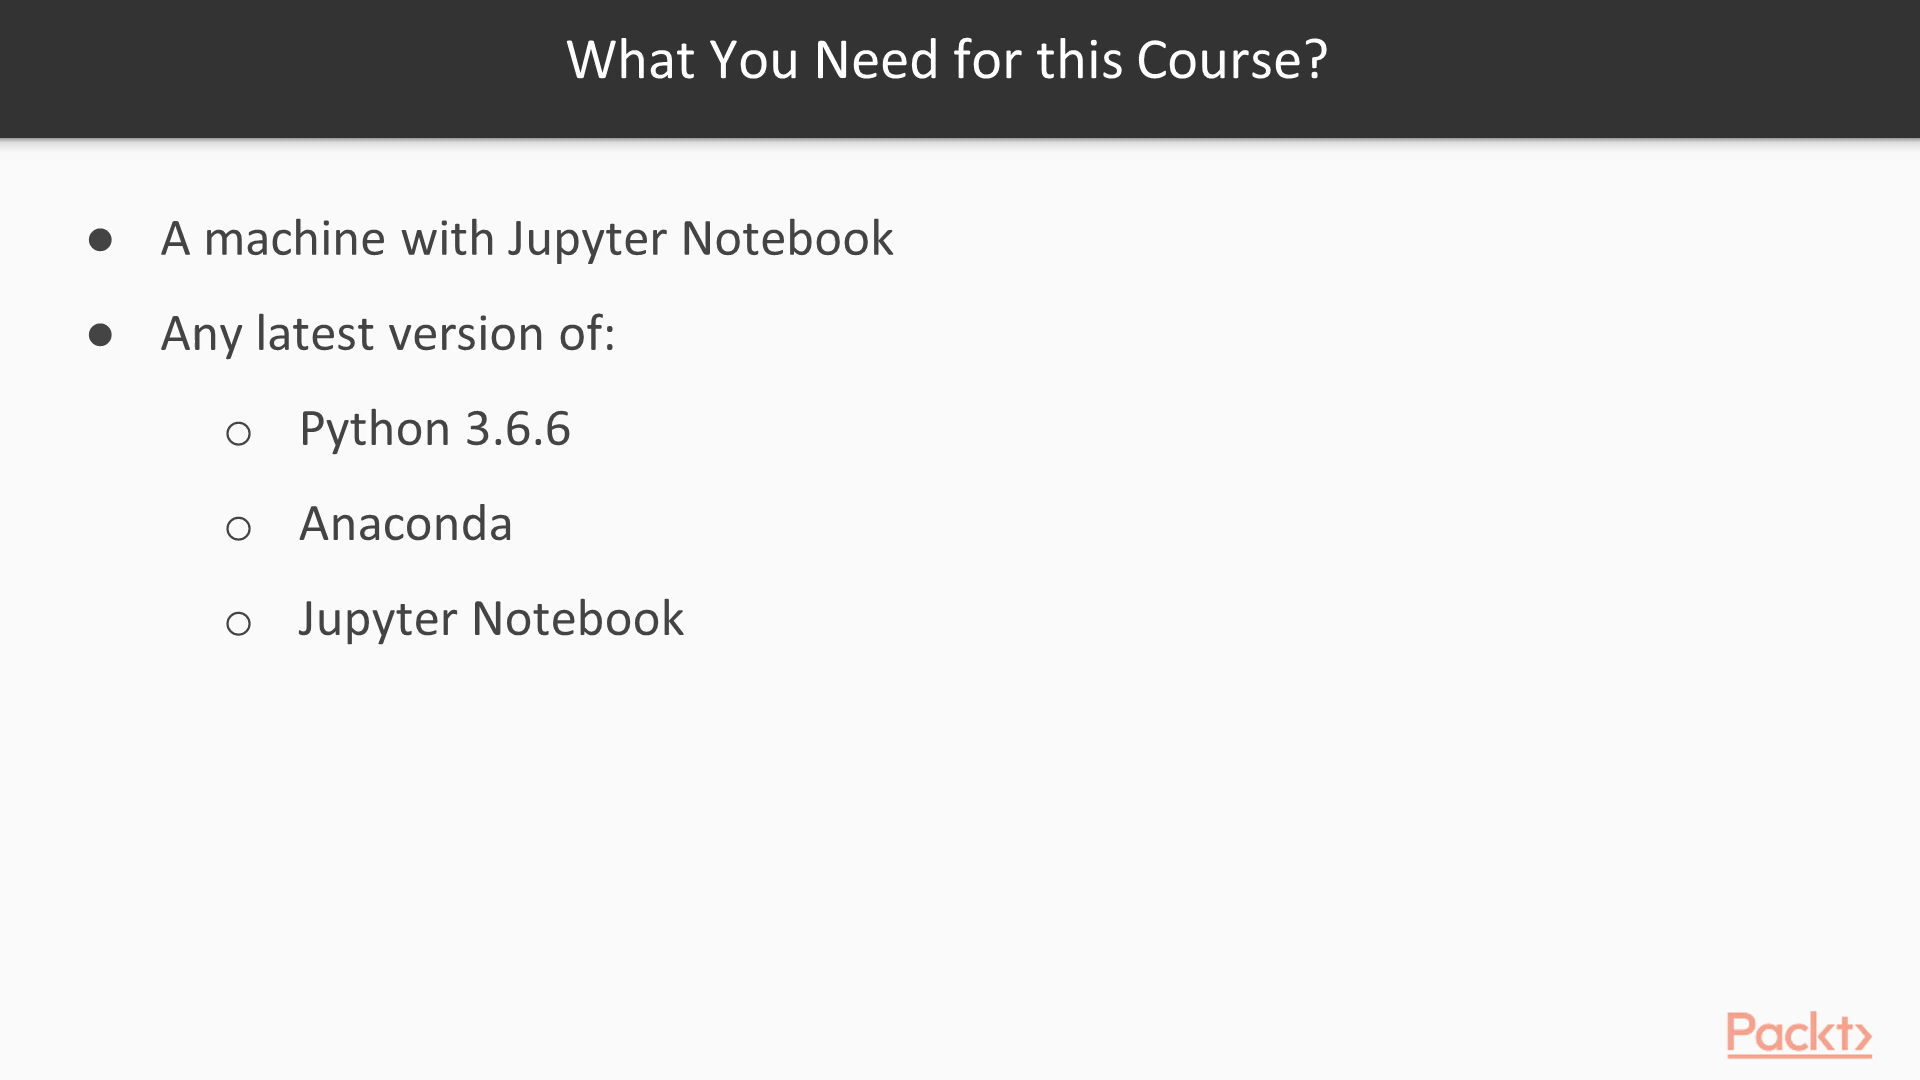 What You Need for this Course?
● A machine with Jupyter Notebook
● Any latest version of:
○ Python 3.6.6
○ Anaconda
○ Jupyter Notebook
Packt>